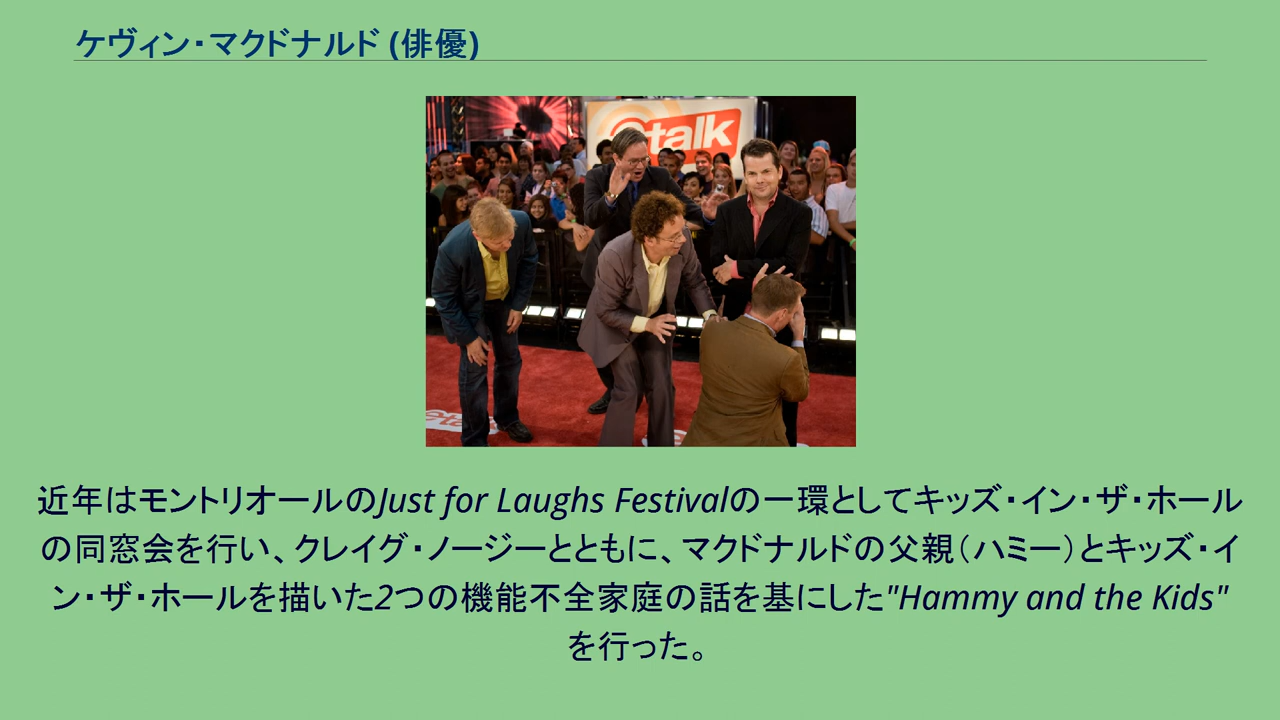 ケヴィン・マクドナルド (俳優)
talk
近年はモントリオールのJust for Laughs Festivalの一環としてキッズ・イン・ザ・ホール
の同窓会を行い、クレイグ・ノージーとともに、マクドナルドの父親（ハミー）とキッズ・イ
ン・ザ・ホールを描いた2つの機能不全家庭の話を基にした"Hammy and the Kids"
を行った。